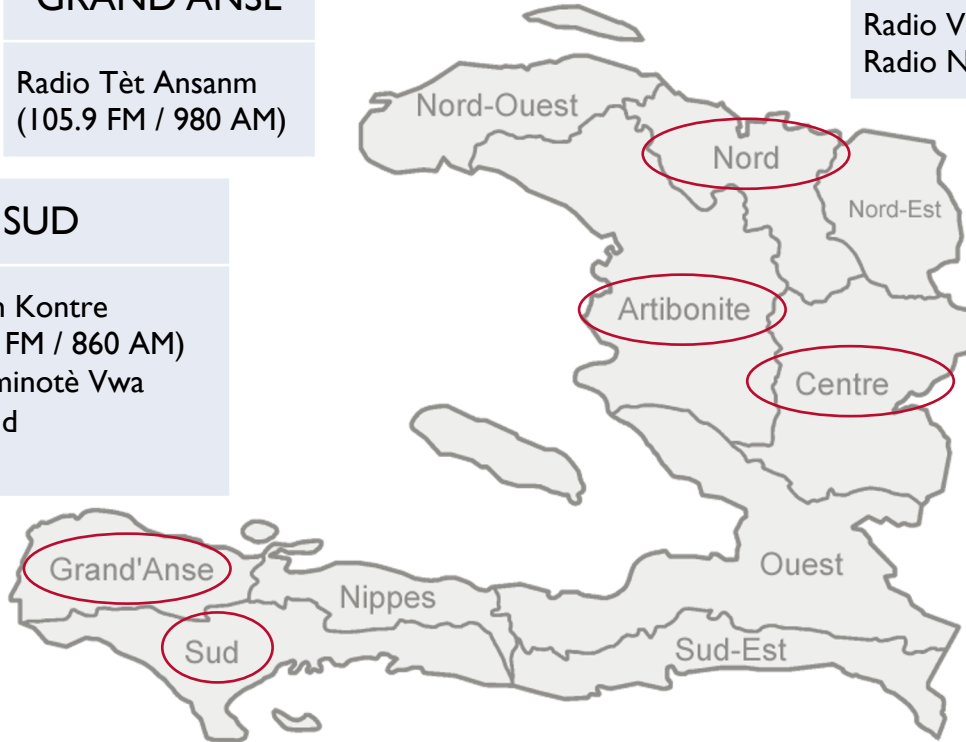 GRAND ANSE
Radio Tèt Ansanm
(105.9 FM / 980 AM)
Radio
Radio
SUD
Kontre
FM / 860 AM)
Vwa
Nord-Ouest
Nord
Nord-Est
Artibonite
Centre
Grand'Anse
Nippes
Ouest
Sud
Sud-Est